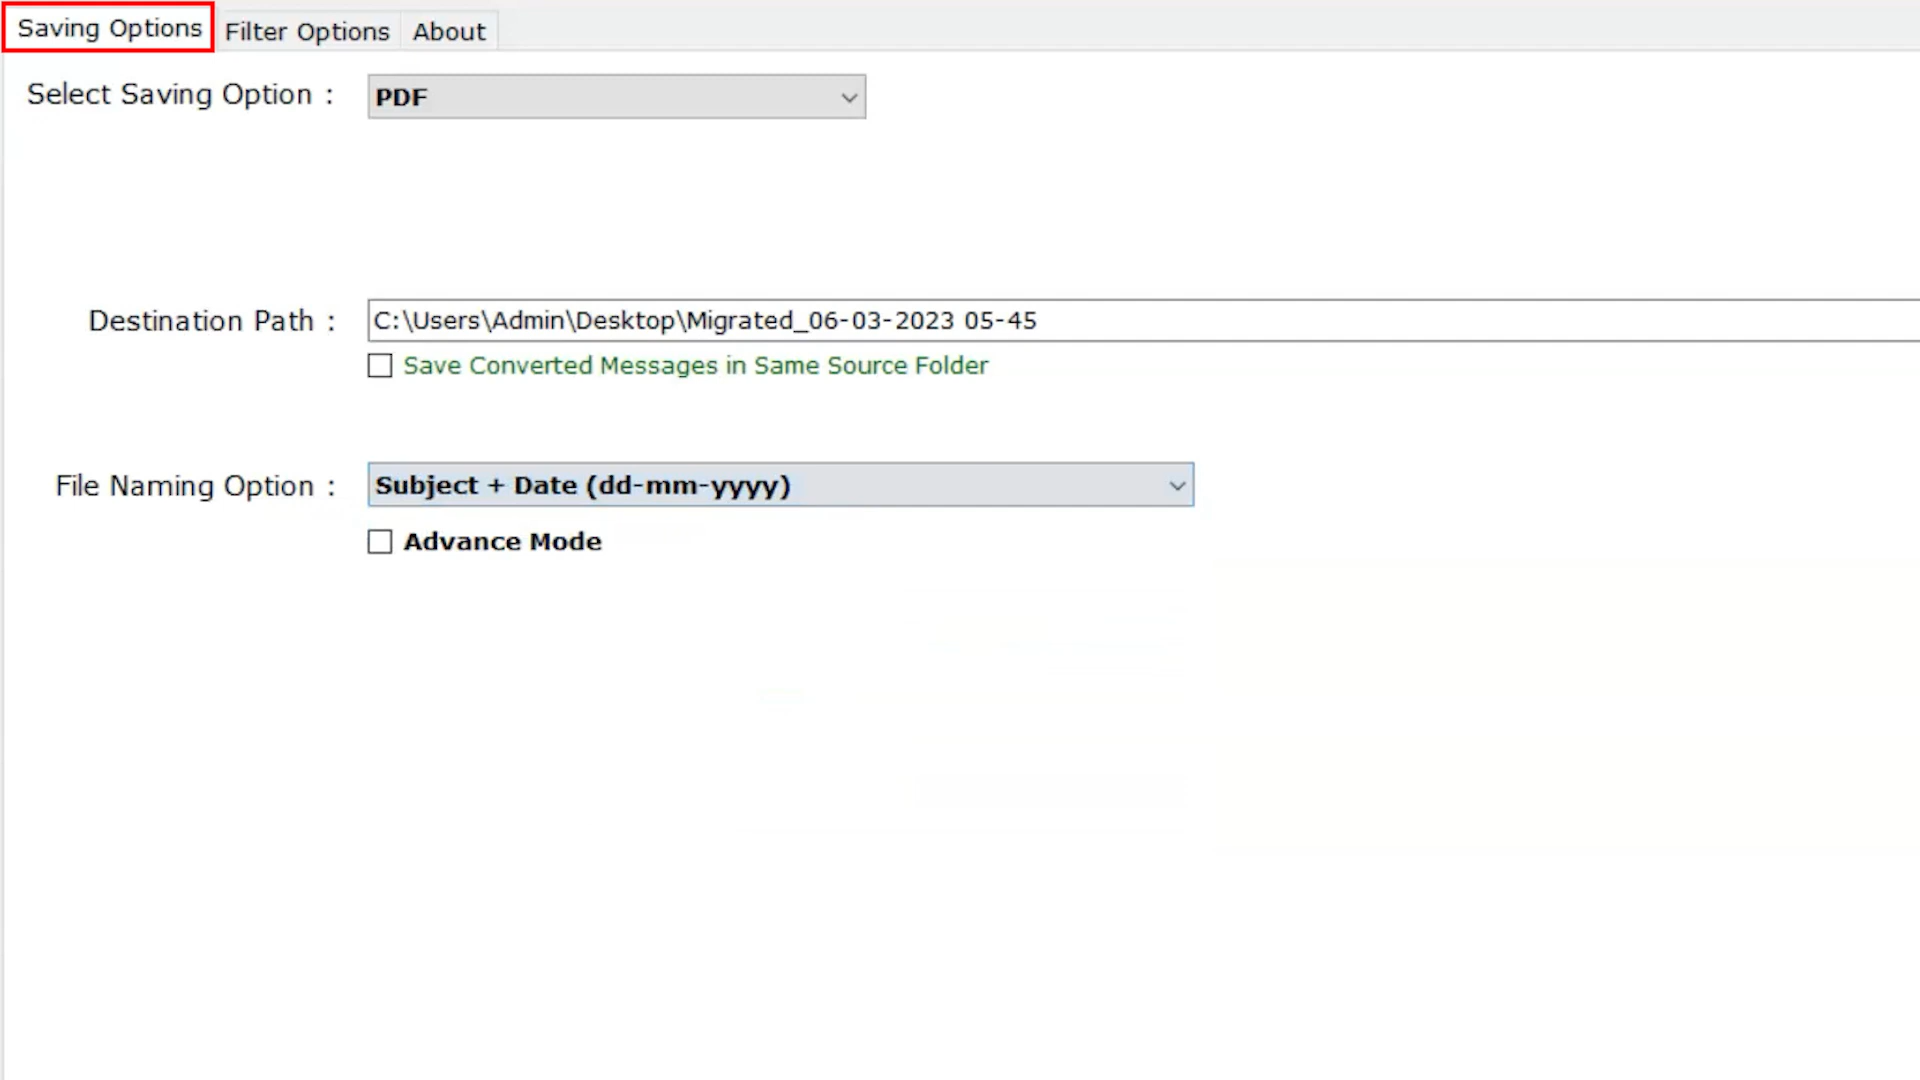 Saving Options Filter Options About
Select Saving Option : PDF
Destination Path : C:\Users\Admin\Desktop\Migrated_06-03-2023 05-45
Save Converted Messages in Same Source Folder
File Naming Option : Subject + Date (dd-mm-yyyy)
Advance Mode